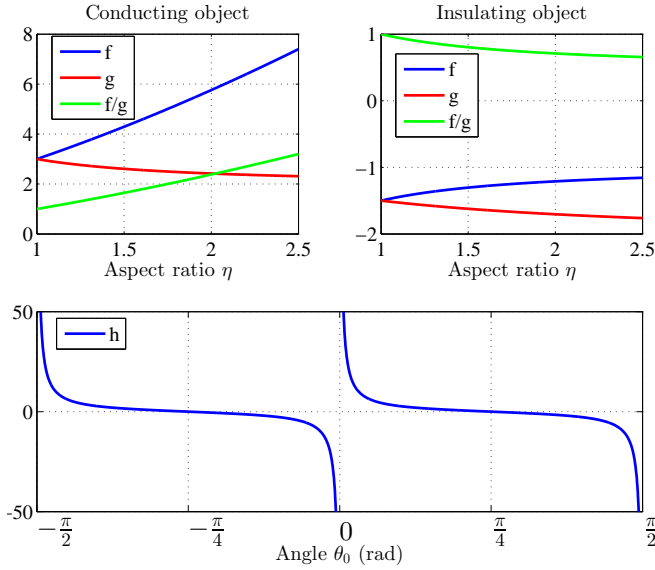 Conducting object
8
6
4
2
0
f
g
f/g
1
1.5
2
2.5
Aspect ratio η
Insulating object
1
0
−1
−2
f
g
f/g
1
1.5
2
2.5
Aspect ratio η
50
0
-50
h
−π/2
−π/4
0
π/4
π/2
Angle θ₀ (rad)